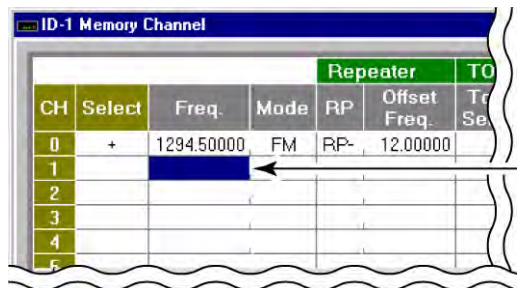 ID-1 Memory Channel
Repeater TO
CH Select Freq. Mode RP Offset Freq.
0 + 1294.50000 FM RP- 12.00000
1
2
3
4